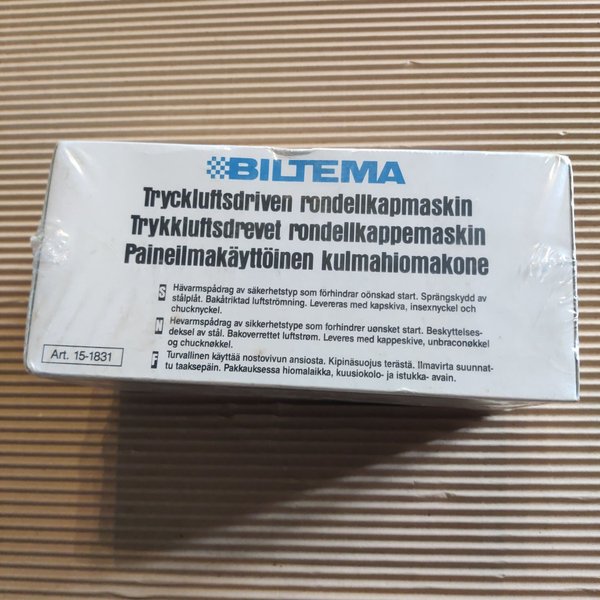 BILTEMA
Tryckluftsdriven rondellkapmaskin
Trykkluftsdrevet rondellkappemaskin
Paineilmakäyttöinen kulmahiomakone
S Hävarmspådrag av säkerhetstyp som förhindrar oönskad start. Sprängskydd av
stålplåt. Bakåtriktad luftströmning. Levereras med kapskiva, insexnyckel och
chucknyckel.
N Hevarmspådrag av sikkerhetstype som forhindrer uønsket start. Beskyttelses-
deksel av stål. Bakoverrettet luftstrøm. Leveres med kappeskive, unbraconøkkel
og chucknøkkel.
F Turvallinen käyttää nostovivun ansiosta. Kipinäsuojus terästä. Ilmavirta suunnat-
tu taaksepäin. Pakkauksessa hiomalaikka, kuusiokolo- ja istukka- avain.
Art. 15-1831